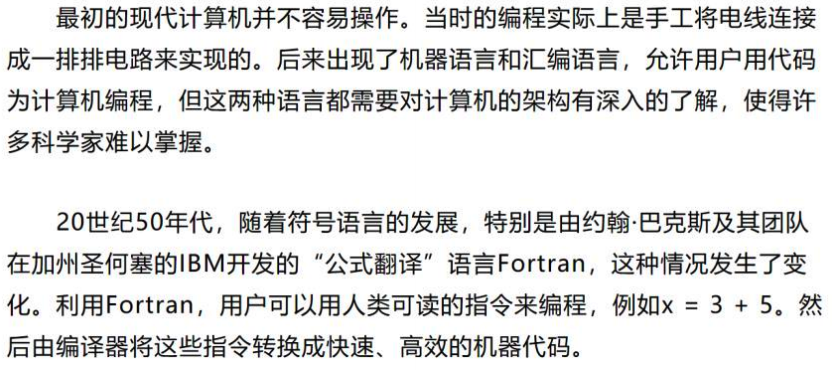 最初的现代计算机并不容易操作。当时的编程实际上是手工将电线连接
成一排排电路来实现的。后来出现了机器语言和汇编语言，允许用户用代码
为计算机编程，但这两种语言都需要对计算机的架构有深入的了解，使得许
多科学家难以掌握。
20世纪50年代，随着符号语言的发展，特别是由约翰·巴克斯及其团队
在加州圣何塞的IBM开发的“公式翻译”语言Fortran，这种情况发生了变
化。利用Fortran，用户可以用人类可读的指令来编程，例如x = 3 + 5。然
后由编译器将这些指令转换成快速、高效的机器代码。